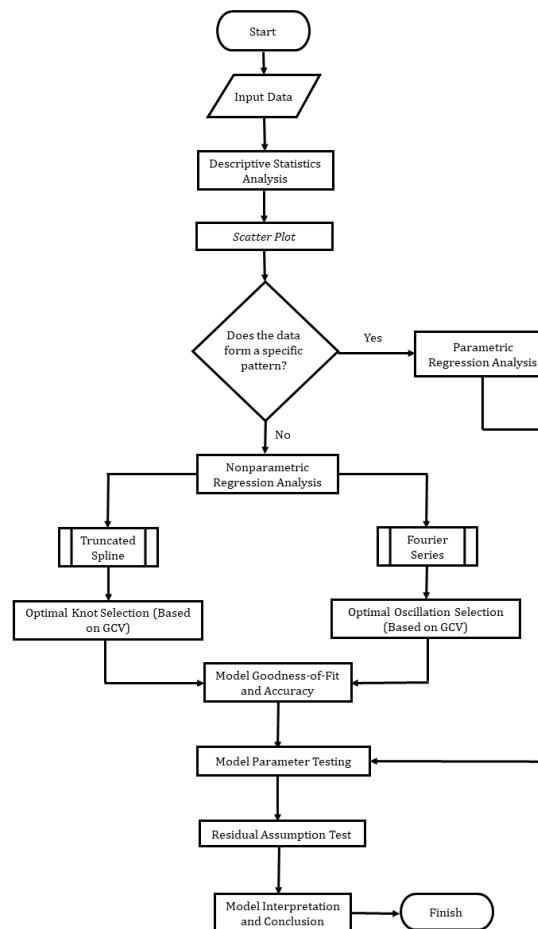 Start
Input Data
Descriptive Statistics
Analysis
Scatter Plot
Does the data
form a specific
pattern?
Yes
Parametric
Regression Analysis
No
Nonparametric
Regression Analysis
Truncated
Spline
Fourier
Series
Optimal Knot Selection (Based
on GCV)
Optimal Oscillation Selection
(Based on GCV)
Model Goodness-of-Fit
and Accuracy
Model Parameter Testing
Residual Assumption Test
Model Interpretation
and Conclusion
Finish